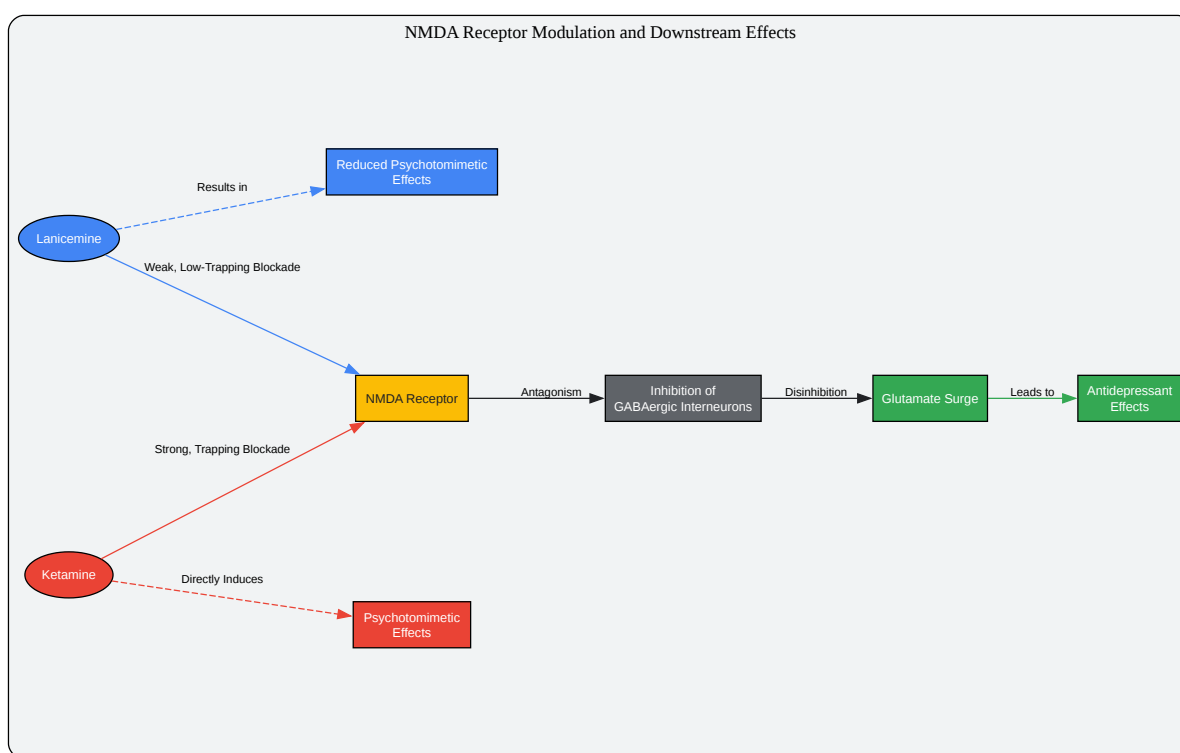 NMDA Receptor Modulation and Downstream Effects
Reduced Psychotomimetic
Effects
Results in
Lanicemine
Weak, Low-Trapping Blockade
NMDA Receptor
Antagonism
Inhibition of
GABAergic Interneurons
Disinhibition
Glutamate Surge
Leads to
Antidepressant
Effects
Strong, Trapping Blockade
Ketamine
Directly Induces
Psychotomimetic
Effects